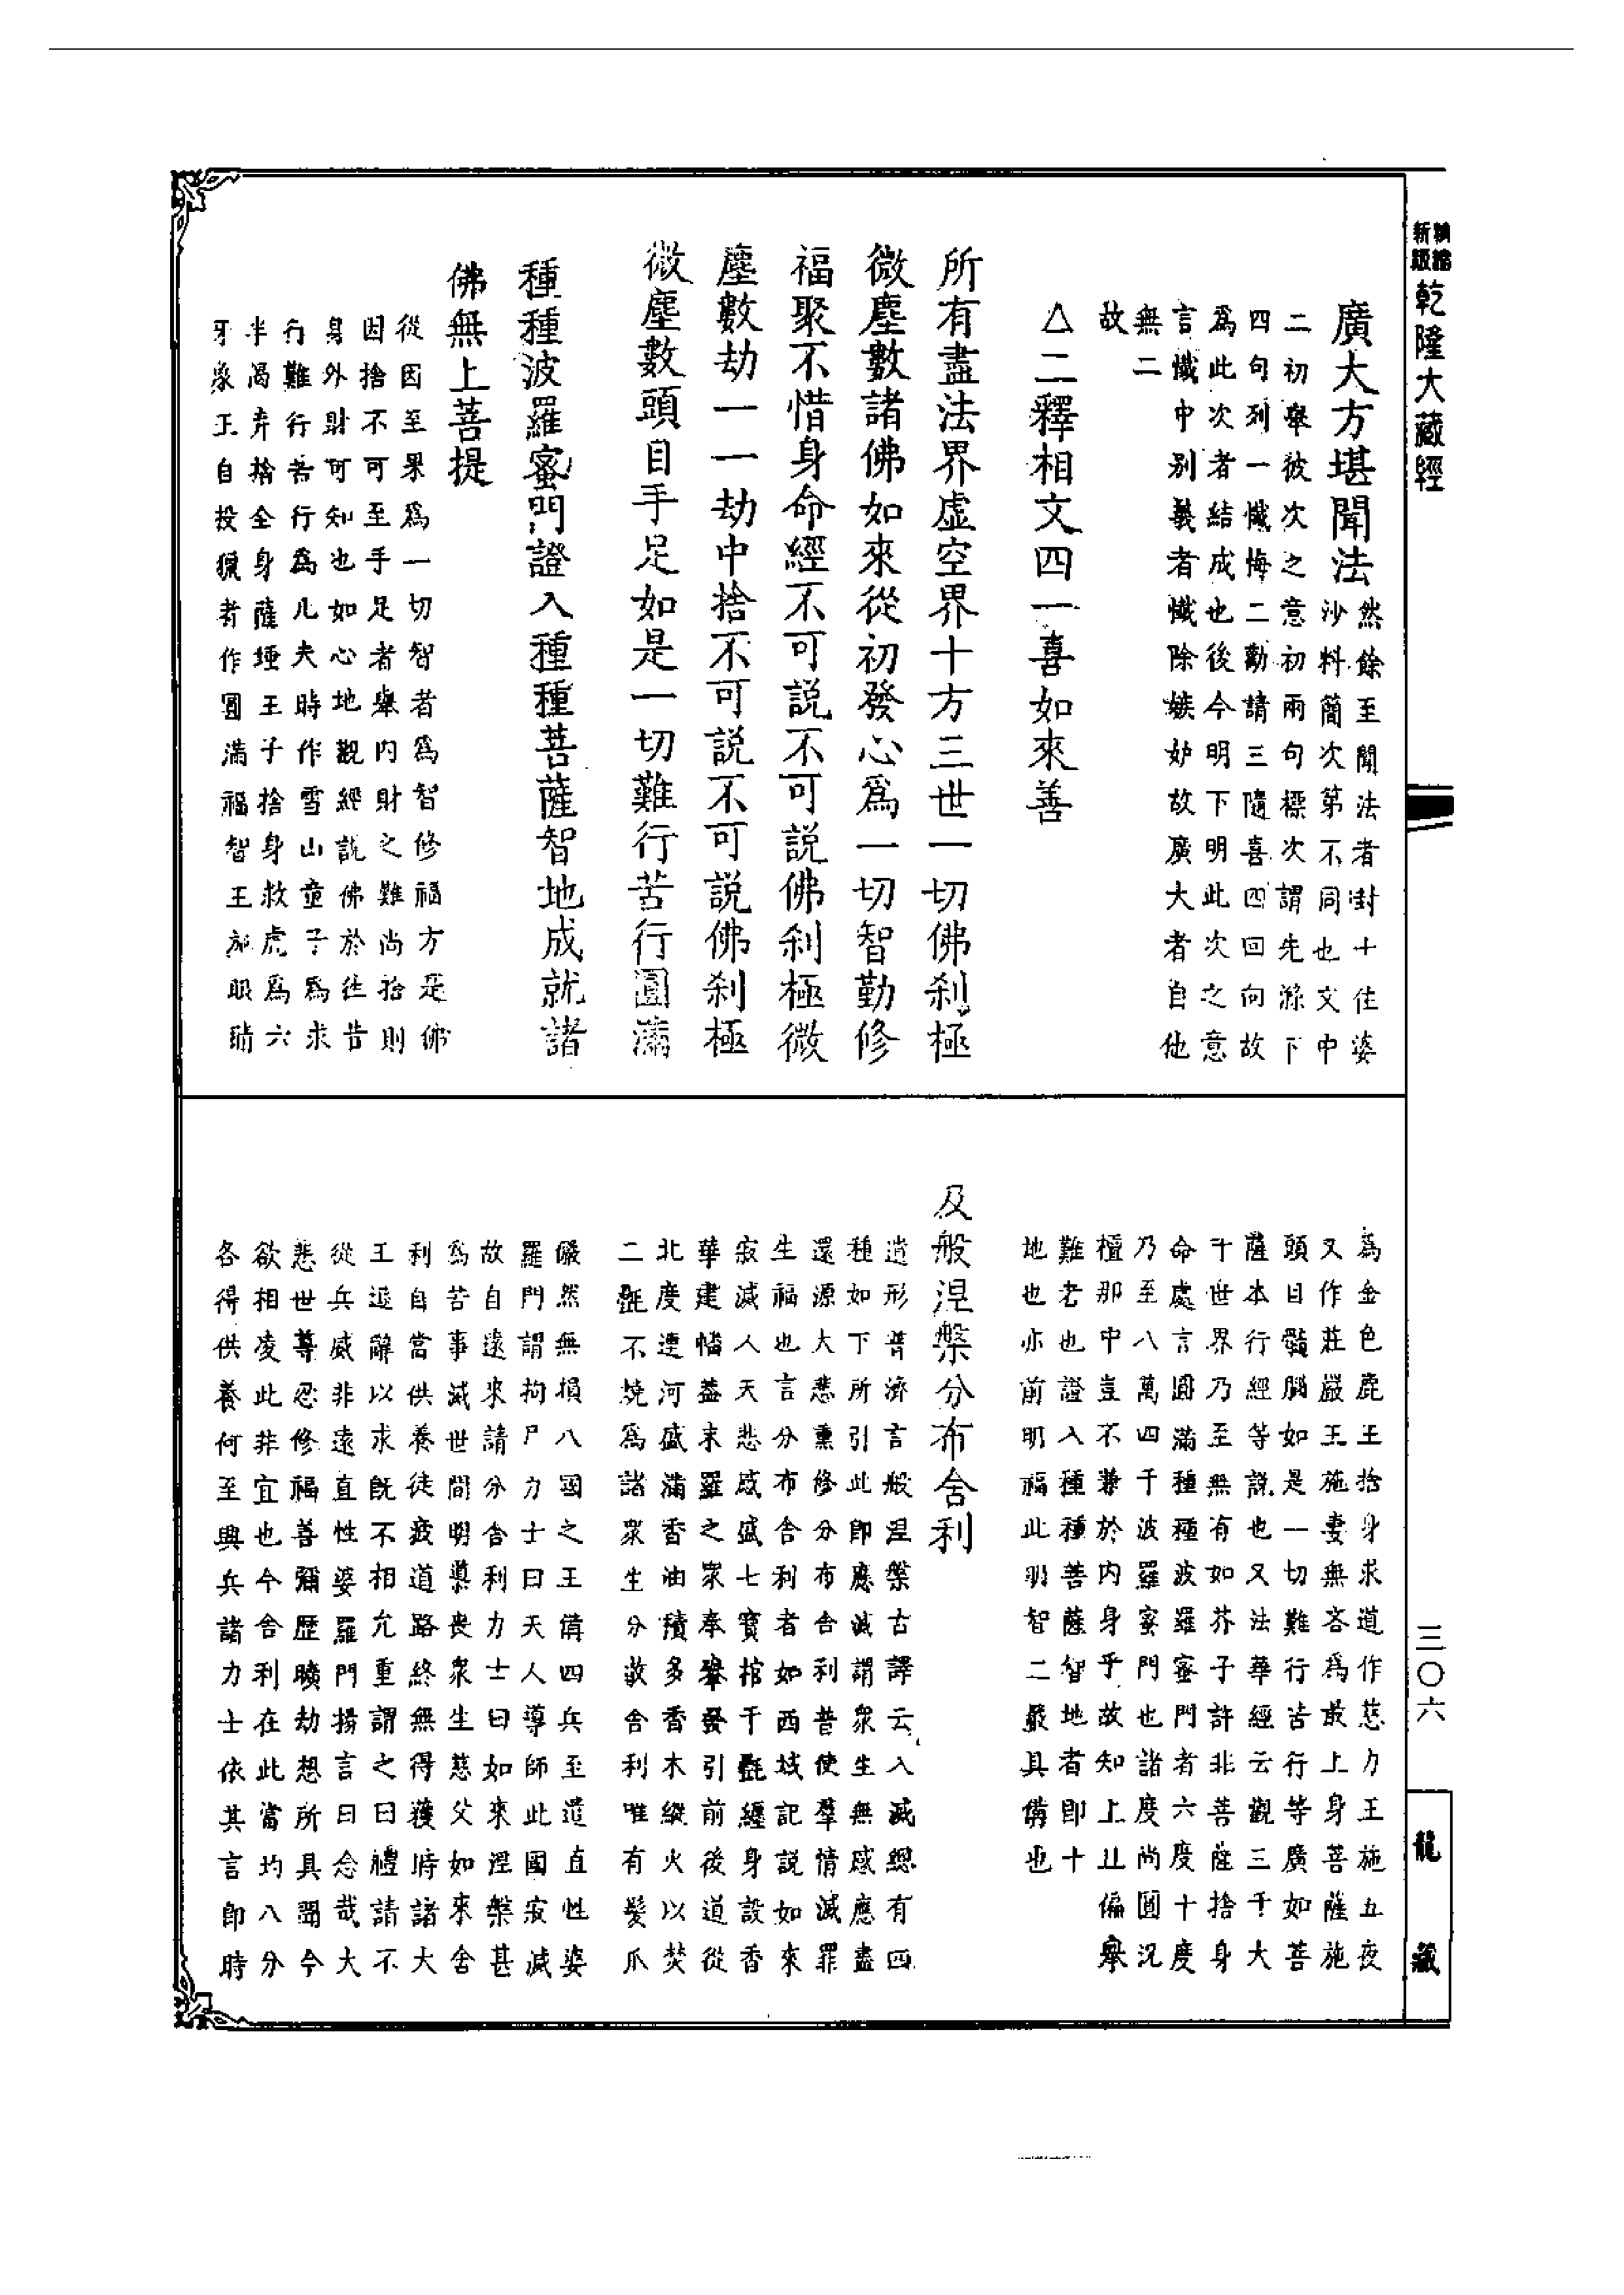 精縮
新版
乾隆大藏經
廣大方堪聞法
然餘至聞法者對十住婆
沙料簡次第不同也文中
二初舉彼次之意初兩句標次謂先滌下
四句列一懺悔二勸請三隨喜四回向故
爲此次者結成也後今明下明此次之意
言懺中别義者懺除嫉妒故廣大者自他
無二
故
△二釋相文四一喜如來善
所有盡法界虛空界十方三世一切佛刹極
微塵數諸佛如來從初發心爲一切智勤修
福聚不惜身命經不可説不可説佛刹極微
塵數劫一一劫中捨不可説不可説佛刹極
微塵數頭目手足如是一切難行苦行圓滿
種種波羅蜜門證入種種菩薩智地成就諸
佛無上菩提
從因至果爲一切智者爲智修福方是佛
因捨不可至手足者舉内財之難尚捨則
身外財可知也如心地觀經説佛於往昔
行難行苦行爲凡夫時作雪山童子爲求
半偈弃捨全身薩埵王子捨身救虎爲六
牙象王自投獵者作圓滿福智王施眼睛
爲金色鹿王捨身求道作慈力王施五夜
又作莊嚴王施妻無吝爲㝡上身菩薩施
頭目髓腦如是一切難行苦行等廣如菩
薩本行經等説也又法華經云觀三千大
千世界乃至無有如芥子許非菩薩捨身
命處言圓滿種種波羅蜜門者六度十度
乃至八萬四千波羅蜜門也諸度尚圓況
檀那中豈不兼於内身乎故知上且偏舉
難者也證入種種菩薩智地者即十
地也亦前明福此明智二嚴具備也
及般涅槃分布舍利
遺形普濟言般涅槃古譯云入滅總有四
種如下所引此即應滅謂衆生無感應盡
還源大悲熏修分布舍利普使羣情滅罪
生福也言分布舍利者如西域記説如來
寂滅人天悲感盛七寶棺千氎纏身設香
華建幡蓋末羅之衆奉轝發引前後道從
北度連河盛滿香油積多香木縱火以焚
二氎不燒爲諸衆生分散舍利唯有髮爪
儼然無損八國之王備四兵至遣直性婆
羅門謂拘尸力士曰天人導師此國寂滅
故自遠來請分舍利力士曰如來涅槃甚
爲苦事滅世間明導喪衆生慈父如來舍
利自當供養徒疲道路終無得獲時諸大
王遜辭以求既不相允重謂之曰禮請不
從兵威非遠直性婆羅門揚言曰念哉大
悲世尊忍修福善彌歷曠劫想所具聞今
欲相凌此非宜也今舍利在此當均八分
各得供養何至興兵諸力士依其言即時
三〇六
龍藏